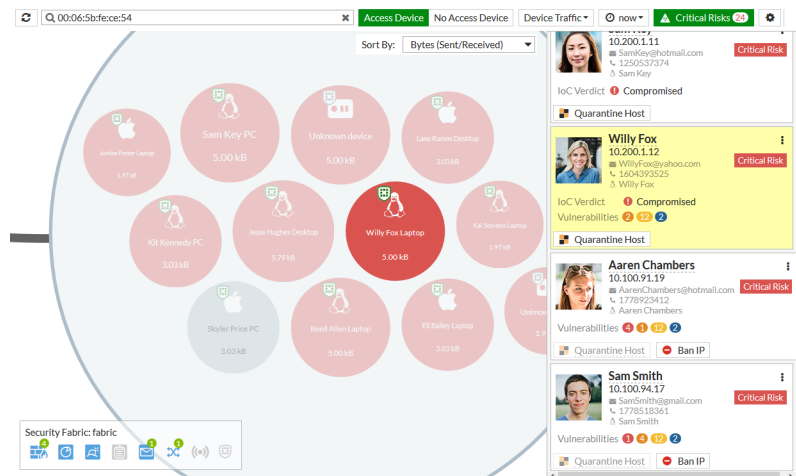 00:06:5b:fe:ce:54
Access Device No Access Device Device Traffic now Critical Risks 24
Sort By: Bytes (Sent/Received)
Sam Key PC
5.00 kB
Unknown device
5.00 kB
Lane Ramos Desktop
3.03 kB
Laptop
1.97 kB
Kit Kennedy PC
3.03 kB
Jesse Hughes Desktop
5.79 kB
Willy Fox Laptop
5.00 kB
Kai Stevens Laptop
1.97 kB
Skyler Price PC
3.03 kB
Reed Allen Laptop
5.00 kB
Eli Bailey Laptop
3.03 kB
Security Fabric: fabric
4
1
1
Sam Key
10.200.1.11
SamKey@hotmail.com
Critical Risk
1250537374
Sam Key
IoC Verdict Compromised
Quarantine Host
Willy Fox
10.200.1.12
WillyFox@yahoo.com
Critical Risk
1604393525
Willy Fox
IoC Verdict Compromised
Vulnerabilities 2 12 2
Quarantine Host
Aaren Chambers
10.100.91.19
AarenChambers@hotmail.com
Critical Risk
1778923412
Aaren Chambers
Vulnerabilities 4 1 12 2
Quarantine Host Ban IP
Sam Smith
10.100.94.17
SamSmith@gmail.com
Critical Risk
1778518361
Sam Smith
Vulnerabilities 1 4 12 2
Quarantine Host Ban IP